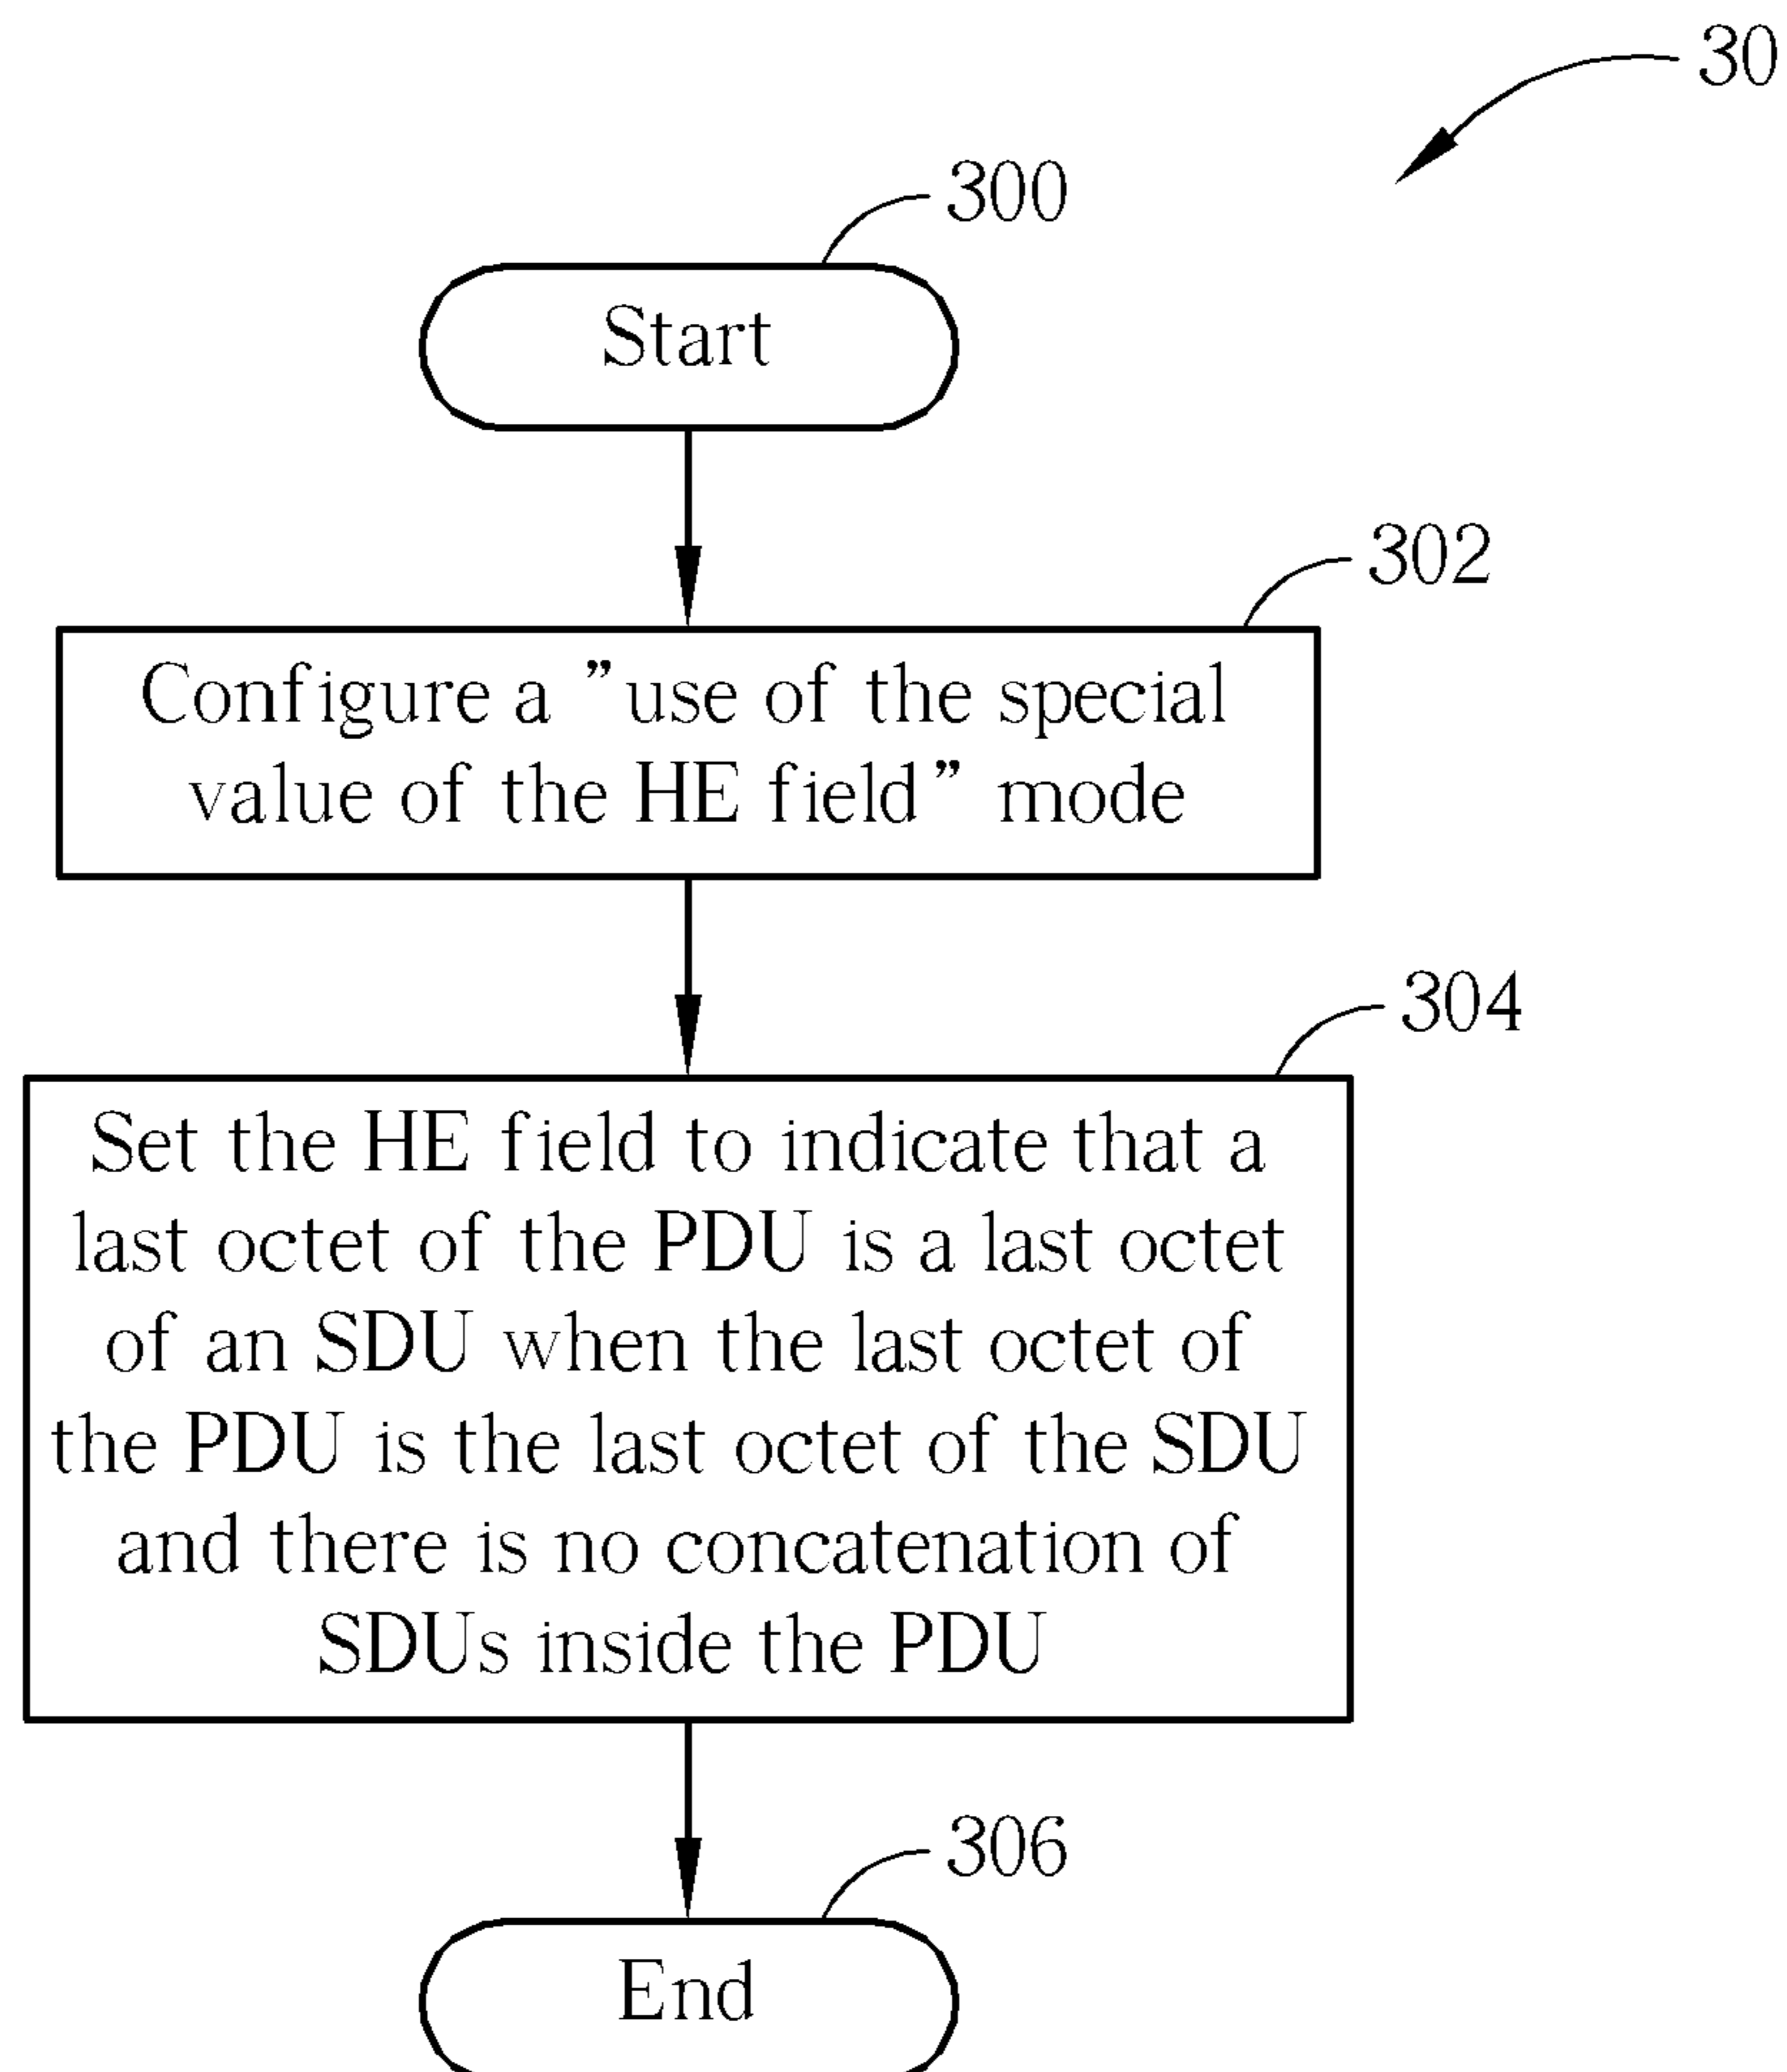 30
300
Start
302
Configure a ”use of the special
value of the HE field” mode
304
Set the HE field to indicate that a
last octet of the PDU is a last octet
of an SDU when the last octet of
the PDU is the last octet of the SDU
and there is no concatenation of
SDUs inside the PDU
306
End